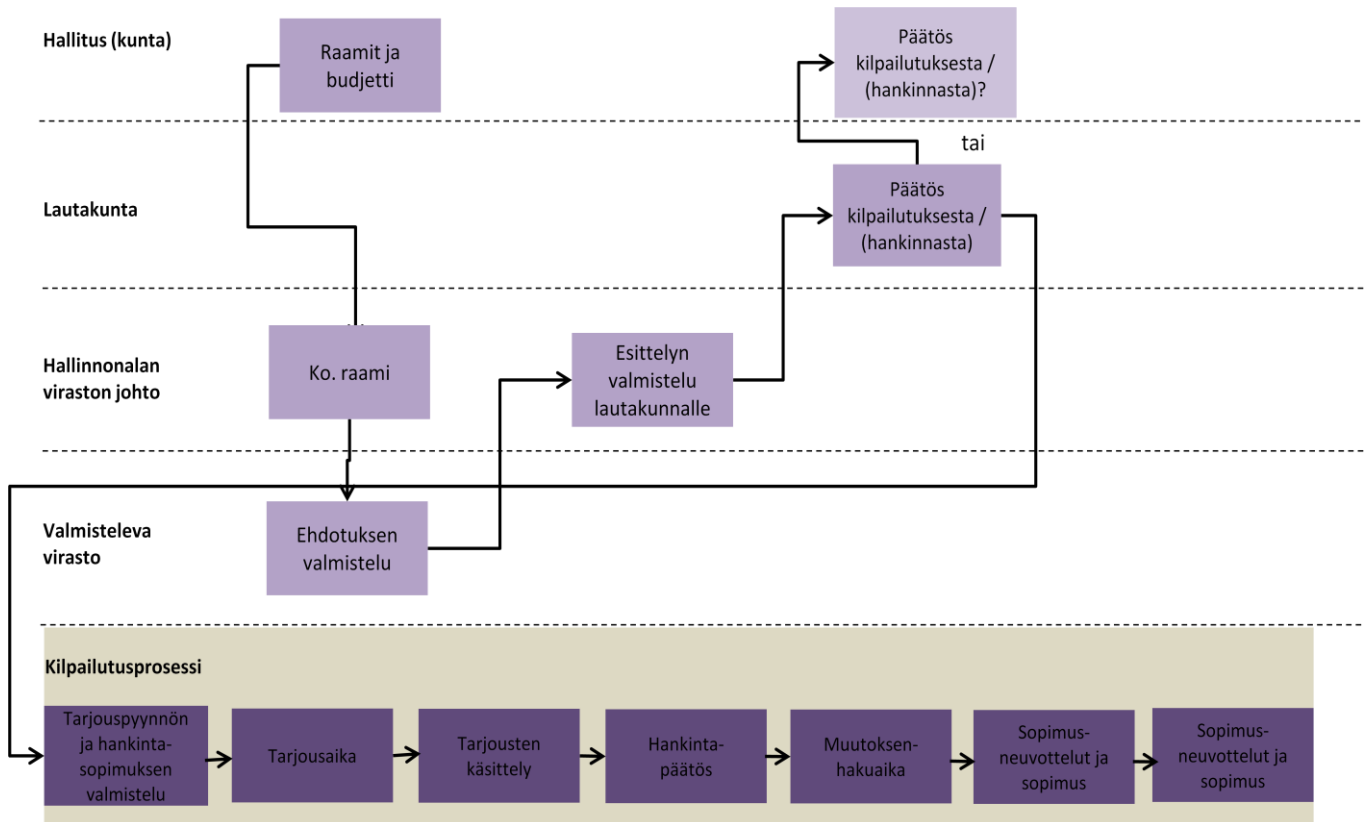 Hallitus (kunta)
Raamit ja
budjetti
Päätös
kilpailutuksesta /
(hankinnasta)?
tai
Lautakunta
Päätös
kilpailutuksesta /
(hankinnasta)
Hallinnonalan
viraston johto
Ko. raami
Esittelyn
valmistelu
lautakunnalle
Valmisteleva
virasto
Ehdotuksen
valmistelu
Kilpailutusprosessi
Tarjouspyynnön
ja hankinta-
sopimuksen
valmistelu
Tarjousaika
Tarjousten
käsittely
Hankinta-
päätös
Muutoksen-
hakuaika
Sopimus-
neuvottelut ja
sopimus
Sopimus-
neuvottelut ja
sopimus